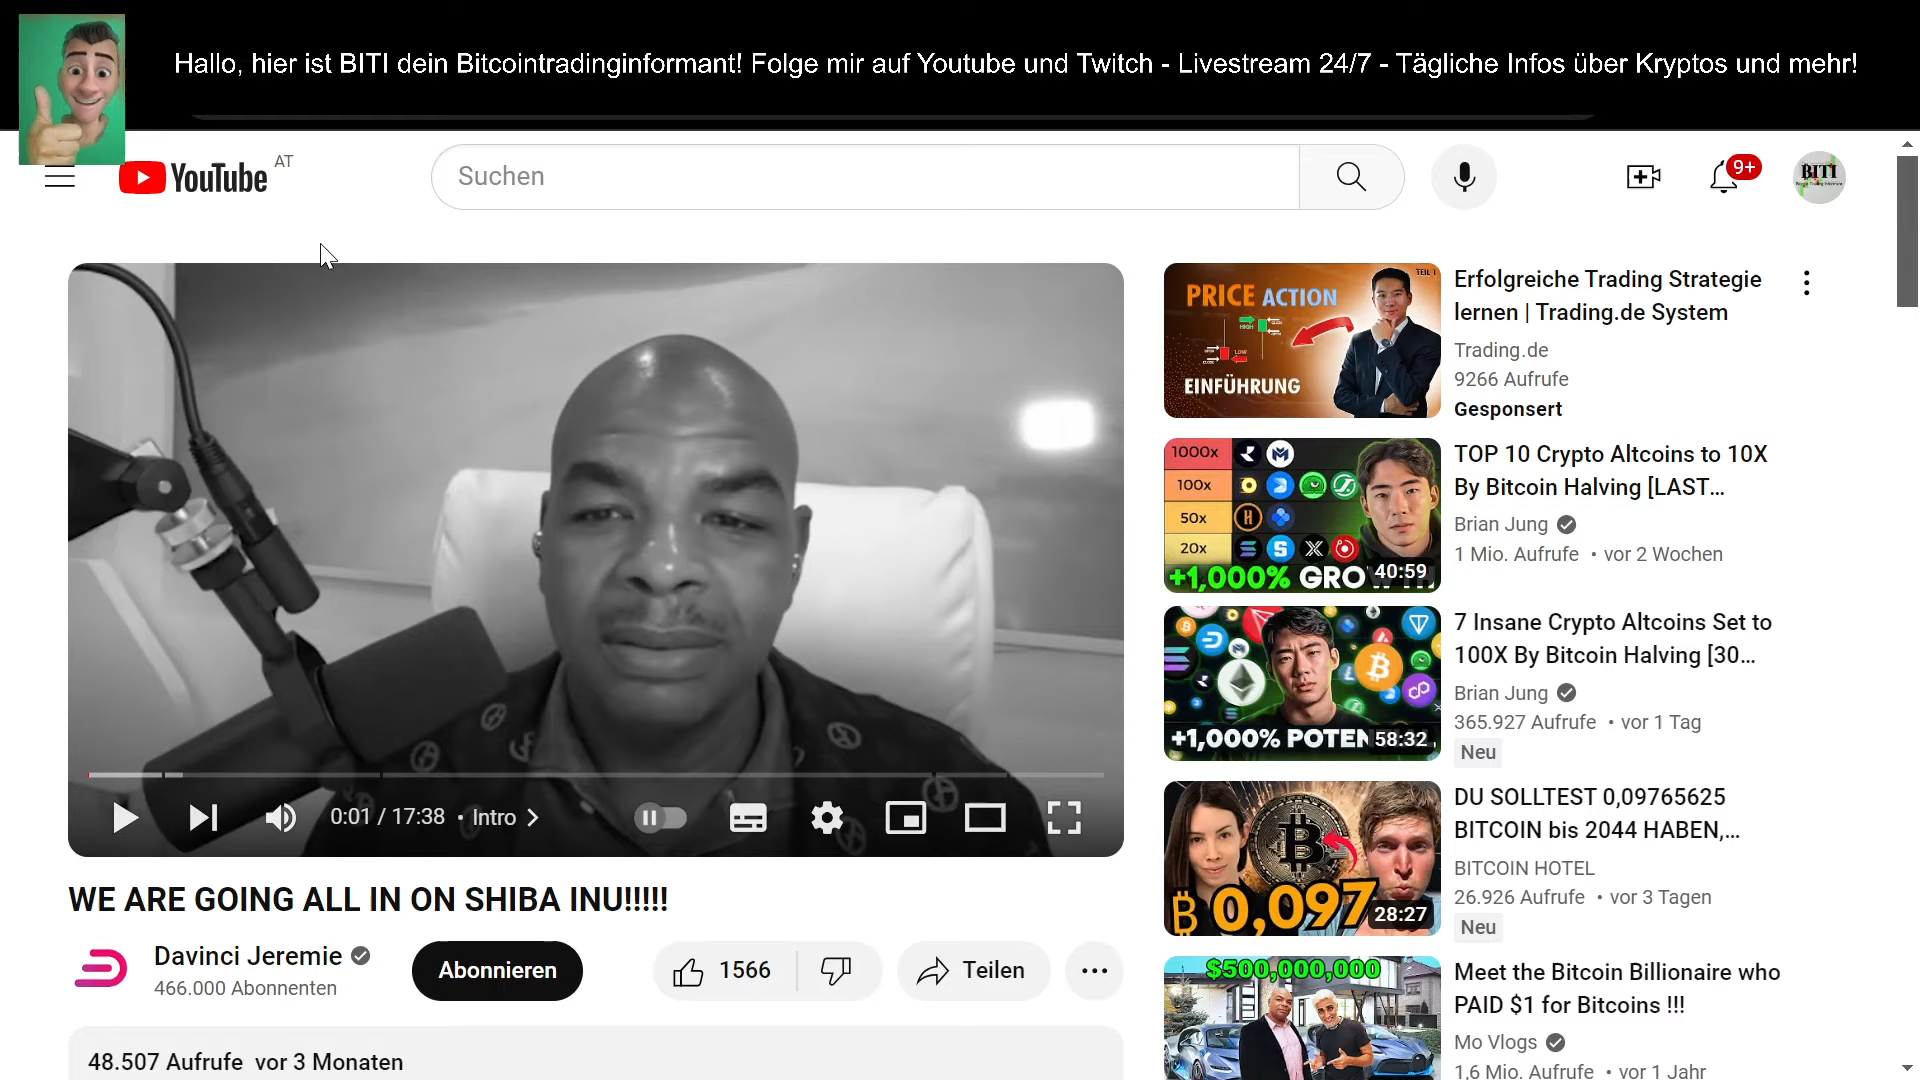 Hallo, hier ist BITI dein Bitcointradinginformant! Folge mir auf Youtube und Twitch - Livestream 24/7 - Tägliche Infos über Kryptos und mehr!
YouTube AT
Suchen
9+
BITI
0:01 / 17:38 • Intro
WE ARE GOING ALL IN ON SHIBA INU!!!!!
Davinci Jeremie
466.000 Abonnenten
Abonnieren
1566
Teilen
48.507 Aufrufe vor 3 Monaten
TEIL 1
PRICE ACTION
HIGH
LOW
EINFÜHRUNG
Erfolgreiche Trading Strategie
lernen | Trading.de System
Trading.de
9266 Aufrufe
Gesponsert
1000x
100x
50x
20x
+1,000% GRO
40:59
TOP 10 Crypto Altcoins to 10X
By Bitcoin Halving [LAST...
Brian Jung
1 Mio. Aufrufe • vor 2 Wochen
+1,000% POTEN
58:32
7 Insane Crypto Altcoins Set to
100X By Bitcoin Halving [30...
Brian Jung
365.927 Aufrufe • vor 1 Tag
Neu
₿ 0,097
28:27
DU SOLLTEST 0,09765625
BITCOIN bis 2044 HABEN,...
BITCOIN HOTEL
26.926 Aufrufe • vor 3 Tagen
Neu
$500,000,000
Meet the Bitcoin Billionaire who
PAID $1 for Bitcoins !!!
Mo Vlogs
1,6 Mio. Aufrufe • vor 1 Jahr